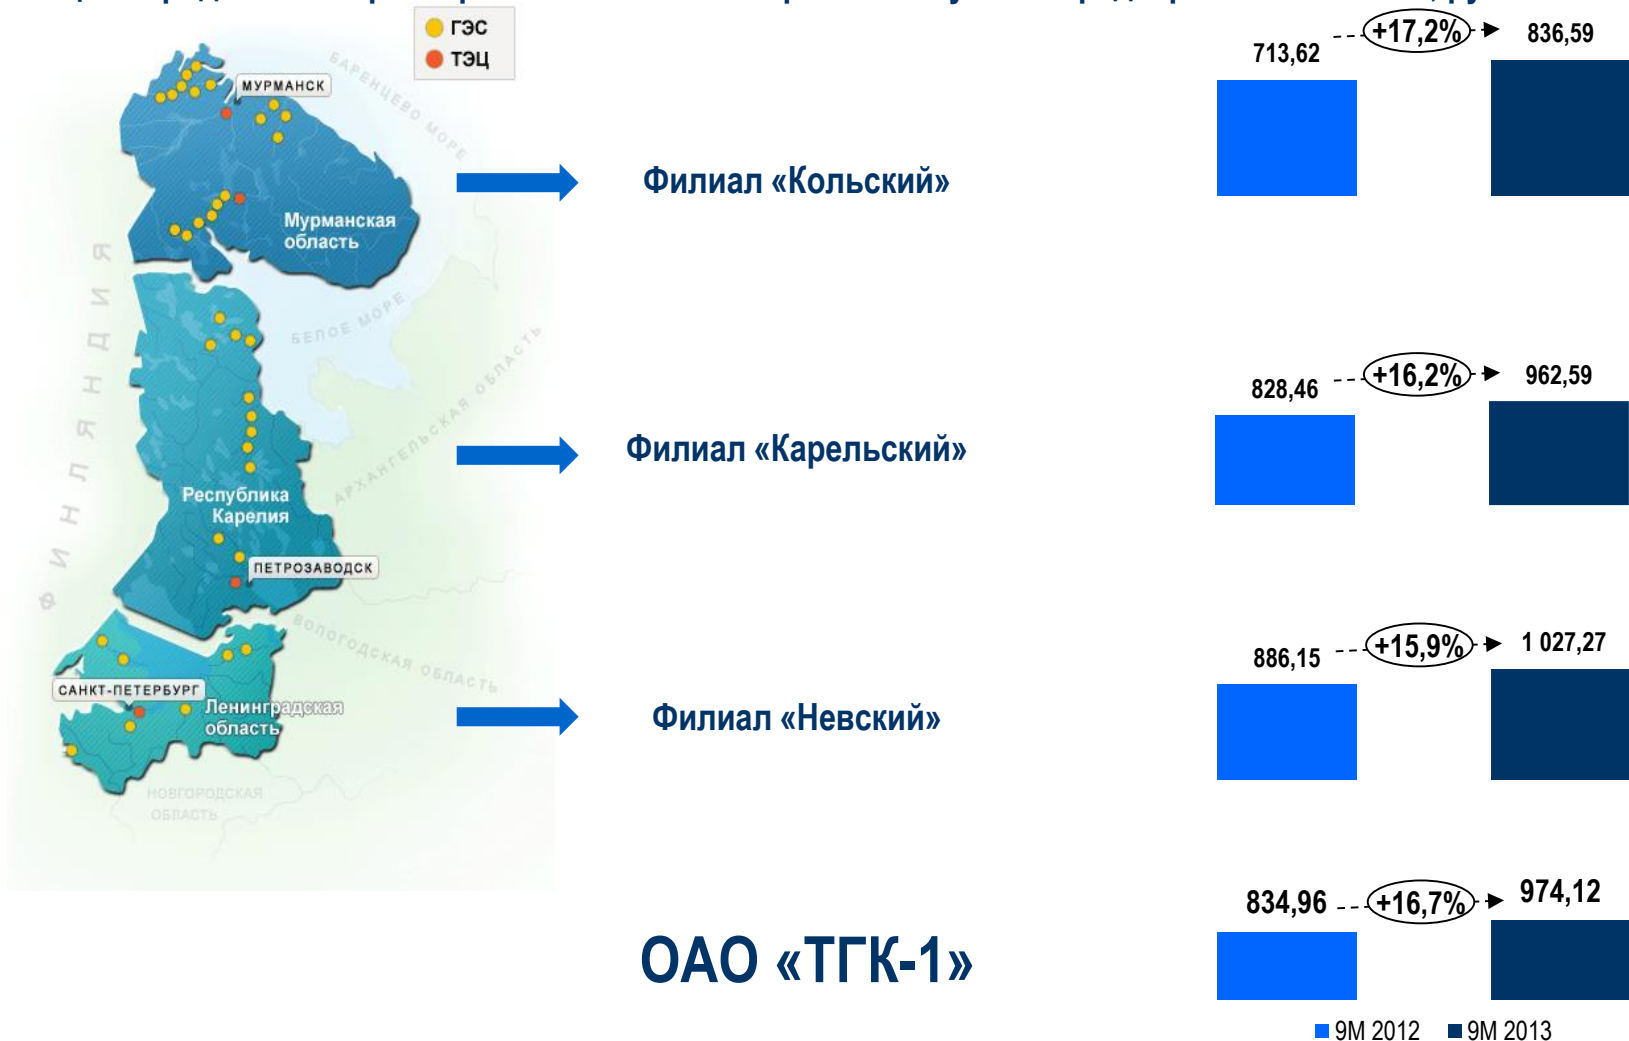 ГЭС
ТЭЦ
БАРЕНЦЕВО МОРЕ
МУРМАНСК
Мурманская
область
ФИНЛЯНДИЯ
БЕЛОЕ МОРЕ
АРХАНГЕЛЬСКАЯ ОБЛАСТЬ
Республика
Карелия
ПЕТРОЗАВОДСК
ВОЛОГОДСКАЯ ОБЛАСТЬ
САНКТ-ПЕТЕРБУРГ
Ленинградская
область
НОВГОРОДСКАЯ
ОБЛАСТЬ
Филиал «Кольский»
713,62
+17,2%
836,59
Филиал «Карельский»
828,46
+16,2%
962,59
Филиал «Невский»
886,15
+15,9%
1 027,27
ОАО «ТГК-1»
834,96
+16,7%
974,12
9М 2012
9М 2013